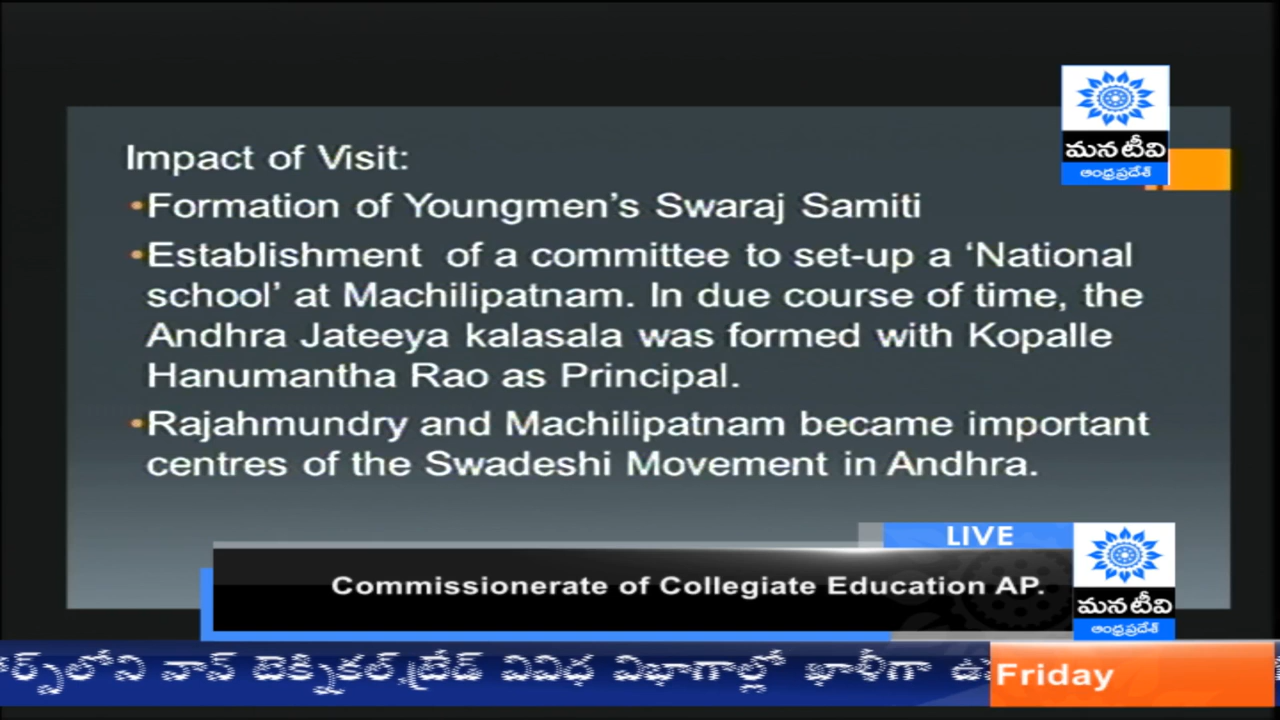 Impact of Visit:
•Formation of Youngmen's Swaraj Samiti
•Establishment of a committee to set-up a ‘National
school’ at Machilipatnam. In due course of time, the
Andhra Jateeya kalasala was formed with Kopalle
Hanumantha Rao as Principal.
•Rajahmundry and Machilipatnam became important
centres of the Swadeshi Movement in Andhra.
మన టీవి
ఆంధ్రప్రదేశ్
LIVE
Commissionerate of Collegiate Education AP.
మన టీవి
ఆంధ్రప్రదేశ్
నాన్ టెక్నికల్ ట్రేడ్ వివిధ విభాగాల్లో ఖాళీగా
Friday